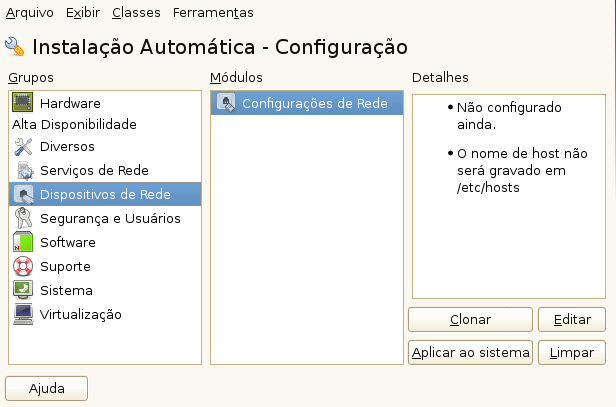 Arquivo Exibir Classes Ferramentas
Instalação Automática - Configuração
Grupos
Hardware
Alta Disponibilidade
Diversos
Serviços de Rede
Dispositivos de Rede
Segurança e Usuários
Software
Suporte
Sistema
Virtualização
Módulos
Configurações de Rede
Detalhes
• Não configurado
ainda.
• O nome de host não
será gravado em
/etc/hosts
Clonar Editar
Aplicar ao sistema Limpar
Ajuda